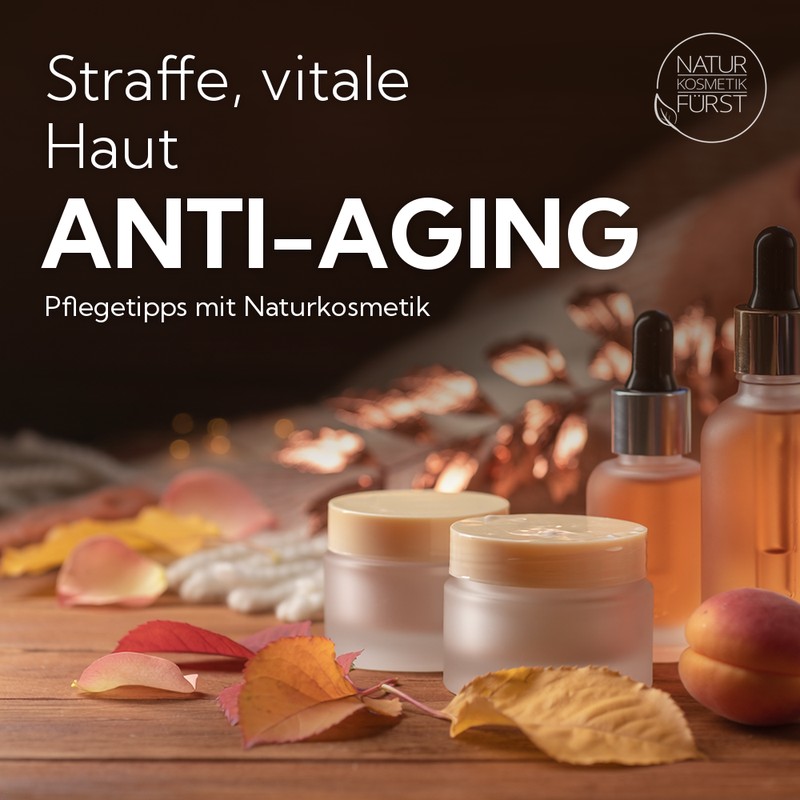 Straffe, vitale
Haut
ANTI-AGING
Pflegetipps mit Naturkosmetik
NATUR
KOSMETIK
FÜRST